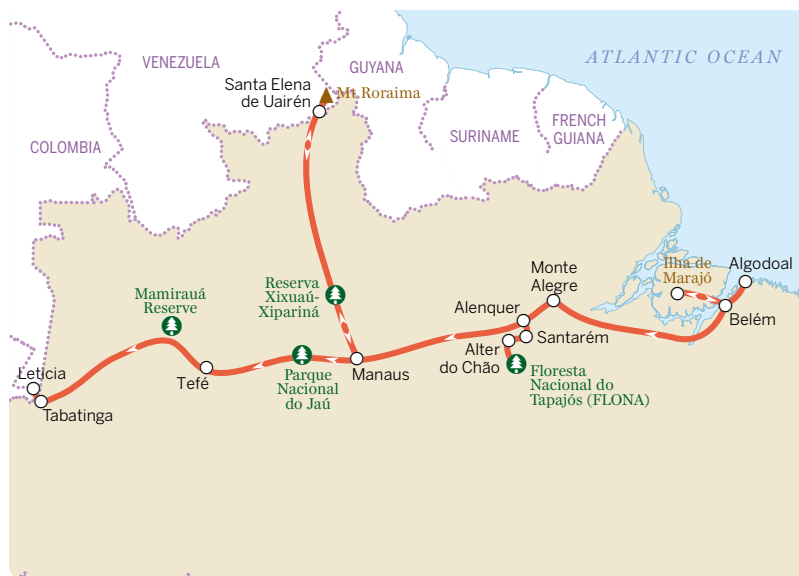 ATLANTIC OCEAN
VENEZUELA
GUYANA
Santa Elena
de Uairén
Mt Roraima
SURINAME
FRENCH
GUIANA
COLOMBIA
Ilha de
Marajó
Algodoal
Monte
Alegre
Reserva
Xixuaú-
Xipariná
Mamirauá
Reserve
Alenquer
Belém
Santarém
Alter
do Chão
Leticia
Tefé
Parque
Nacional
do Jaú
Manaus
Floresta
Nacional do
Tapajós (FLONA)
Tabatinga